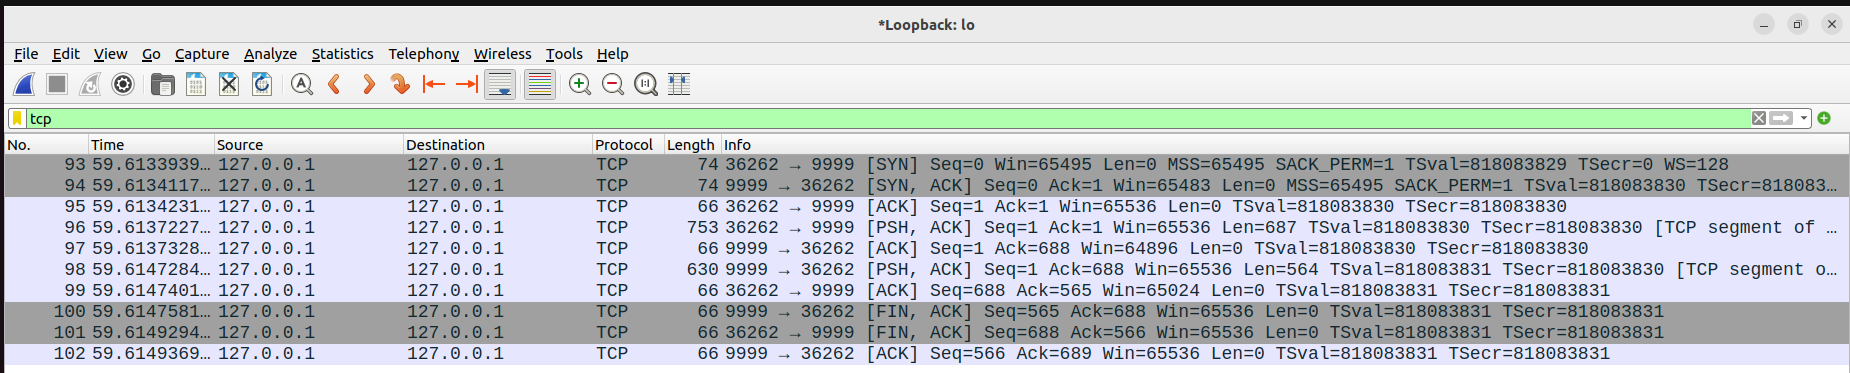 *Loopback: lo
File Edit View Go Capture Analyze Statistics Telephony Wireless Tools Help
tcp
No. Time Source Destination Protocol Length Info
93 59.6133939… 127.0.0.1 127.0.0.1 TCP 74 36262 → 9999 [SYN] Seq=0 Win=65495 Len=0 MSS=65495 SACK_PERM=1 TSval=818083829 TSecr=0 WS=128
94 59.6134117… 127.0.0.1 127.0.0.1 TCP 74 9999 → 36262 [SYN, ACK] Seq=0 Ack=1 Win=65483 Len=0 MSS=65495 SACK_PERM=1 TSval=818083830 TSecr=818083…
95 59.6134231… 127.0.0.1 127.0.0.1 TCP 66 36262 → 9999 [ACK] Seq=1 Ack=1 Win=65536 Len=0 TSval=818083830 TSecr=818083830
96 59.6137227… 127.0.0.1 127.0.0.1 TCP 753 36262 → 9999 [PSH, ACK] Seq=1 Ack=1 Win=65536 Len=687 TSval=818083830 TSecr=818083830 [TCP segment of …
97 59.6137328… 127.0.0.1 127.0.0.1 TCP 66 9999 → 36262 [ACK] Seq=1 Ack=688 Win=64896 Len=0 TSval=818083830 TSecr=818083830
98 59.6147284… 127.0.0.1 127.0.0.1 TCP 630 9999 → 36262 [PSH, ACK] Seq=1 Ack=688 Win=65536 Len=564 TSval=818083831 TSecr=818083830 [TCP segment o…
99 59.6147401… 127.0.0.1 127.0.0.1 TCP 66 36262 → 9999 [ACK] Seq=688 Ack=565 Win=65024 Len=0 TSval=818083831 TSecr=818083831
100 59.6147581… 127.0.0.1 127.0.0.1 TCP 66 9999 → 36262 [FIN, ACK] Seq=565 Ack=688 Win=65536 Len=0 TSval=818083831 TSecr=818083831
101 59.6149294… 127.0.0.1 127.0.0.1 TCP 66 36262 → 9999 [FIN, ACK] Seq=688 Ack=566 Win=65536 Len=0 TSval=818083831 TSecr=818083831
102 59.6149369… 127.0.0.1 127.0.0.1 TCP 66 9999 → 36262 [ACK] Seq=566 Ack=689 Win=65536 Len=0 TSval=818083831 TSecr=818083831